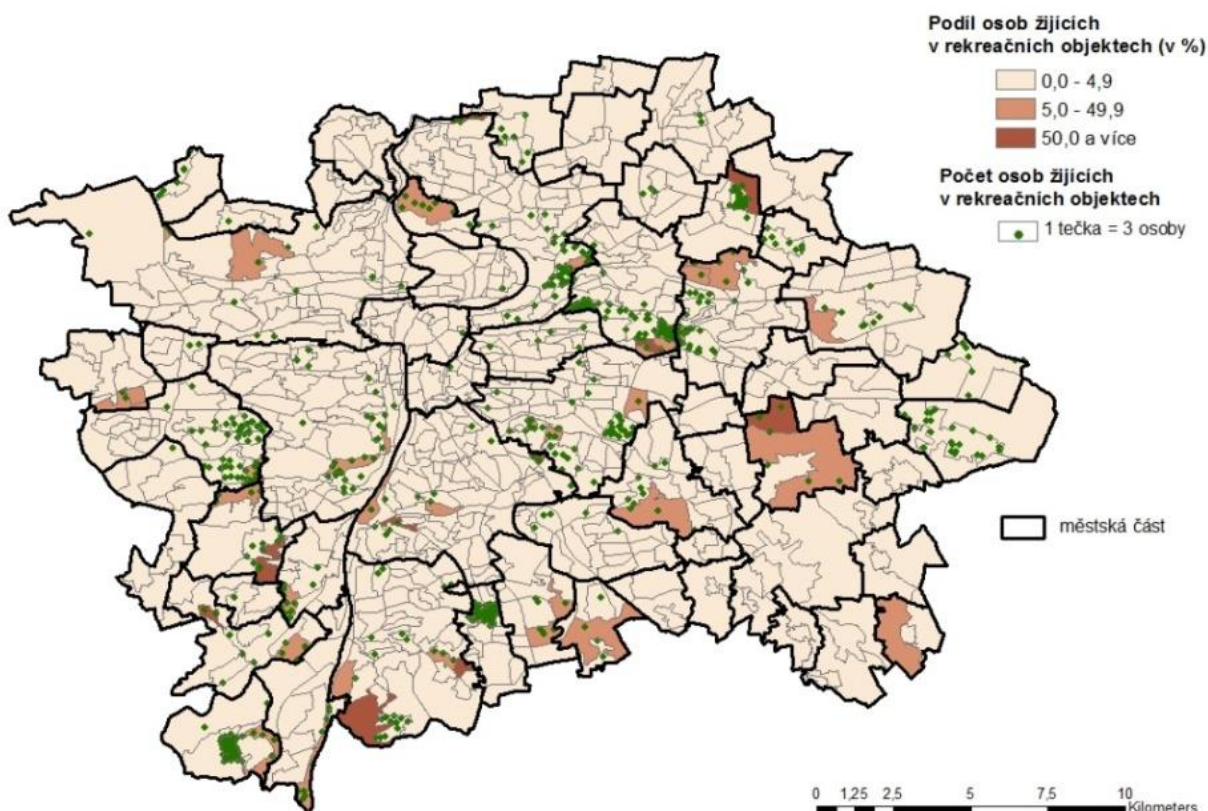 Podíl osob žijících
v rekreačních objektech (v %)
0,0 - 4,9
5,0 - 49,9
50,0 a více
Počet osob žijících
v rekreačních objektech
1 tečka = 3 osoby
městská část
0 1,25 2,5 5 7,5 10
Kilometers